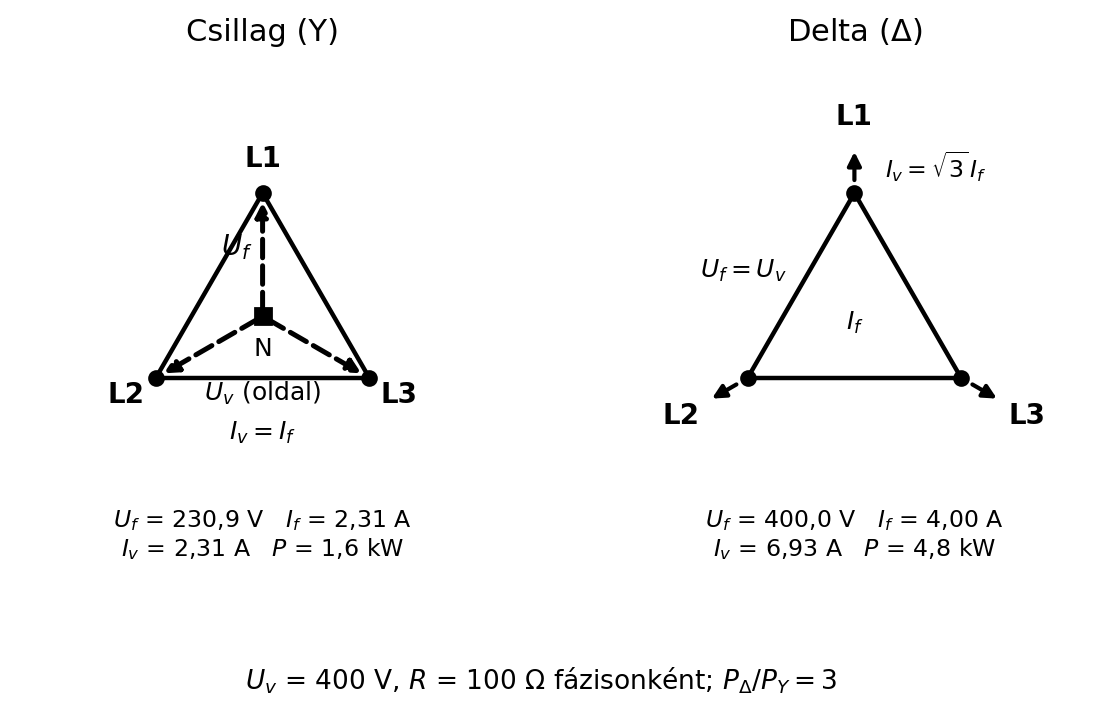 Csillag (Y)
L1
U_f
N
L2
L3
U_v (oldal)
I_v = I_f
U_f = 230,9 V I_f = 2,31 A
I_v = 2,31 A P = 1,6 kW
Delta (Δ)
L1
I_v = √3 I_f
U_f = U_v
I_f
L2
L3
U_f = 400,0 V I_f = 4,00 A
I_v = 6,93 A P = 4,8 kW
U_v = 400 V, R = 100 Ω fázisonként; P_Δ/P_Y = 3